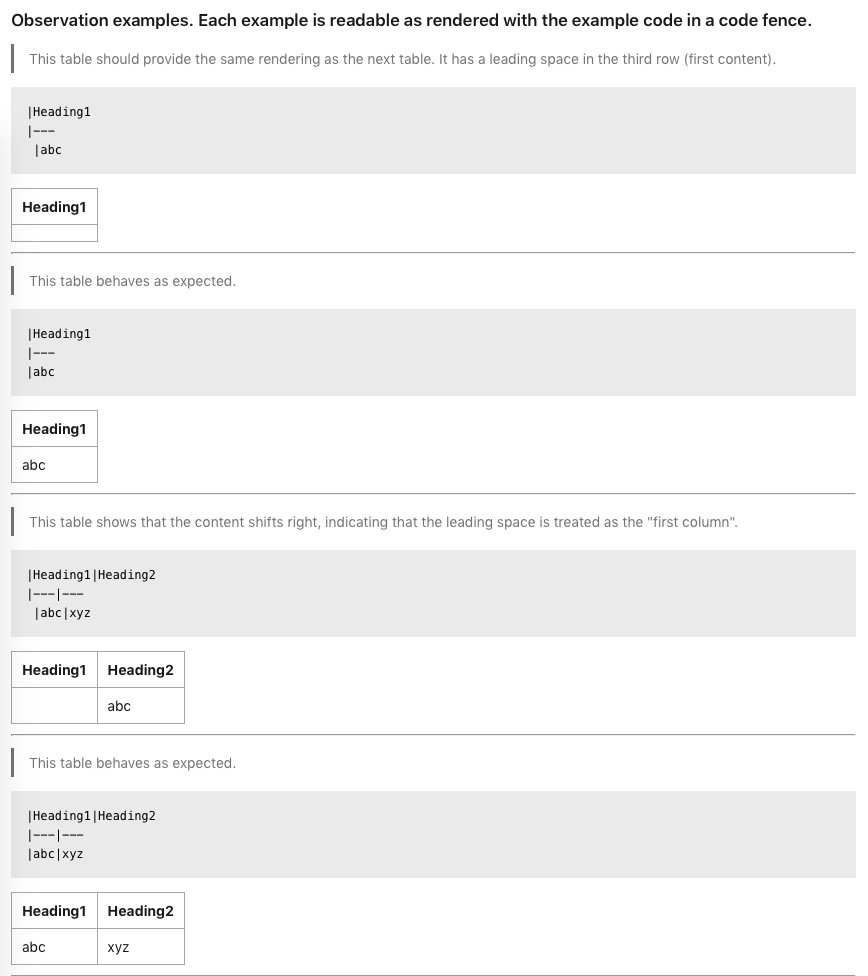 Observation examples. Each example is readable as rendered with the example code in a code fence.
This table should provide the same rendering as the next table. It has a leading space in the third row (first content).
|Heading1
|---
 |abc
Heading1
This table behaves as expected.
|Heading1
|---
|abc
Heading1
abc
This table shows that the content shifts right, indicating that the leading space is treated as the "first column".
|Heading1|Heading2
|---|---
 |abc|xyz
Heading1 Heading2
abc
This table behaves as expected.
|Heading1|Heading2
|---|---
|abc|xyz
Heading1 Heading2
abc xyz